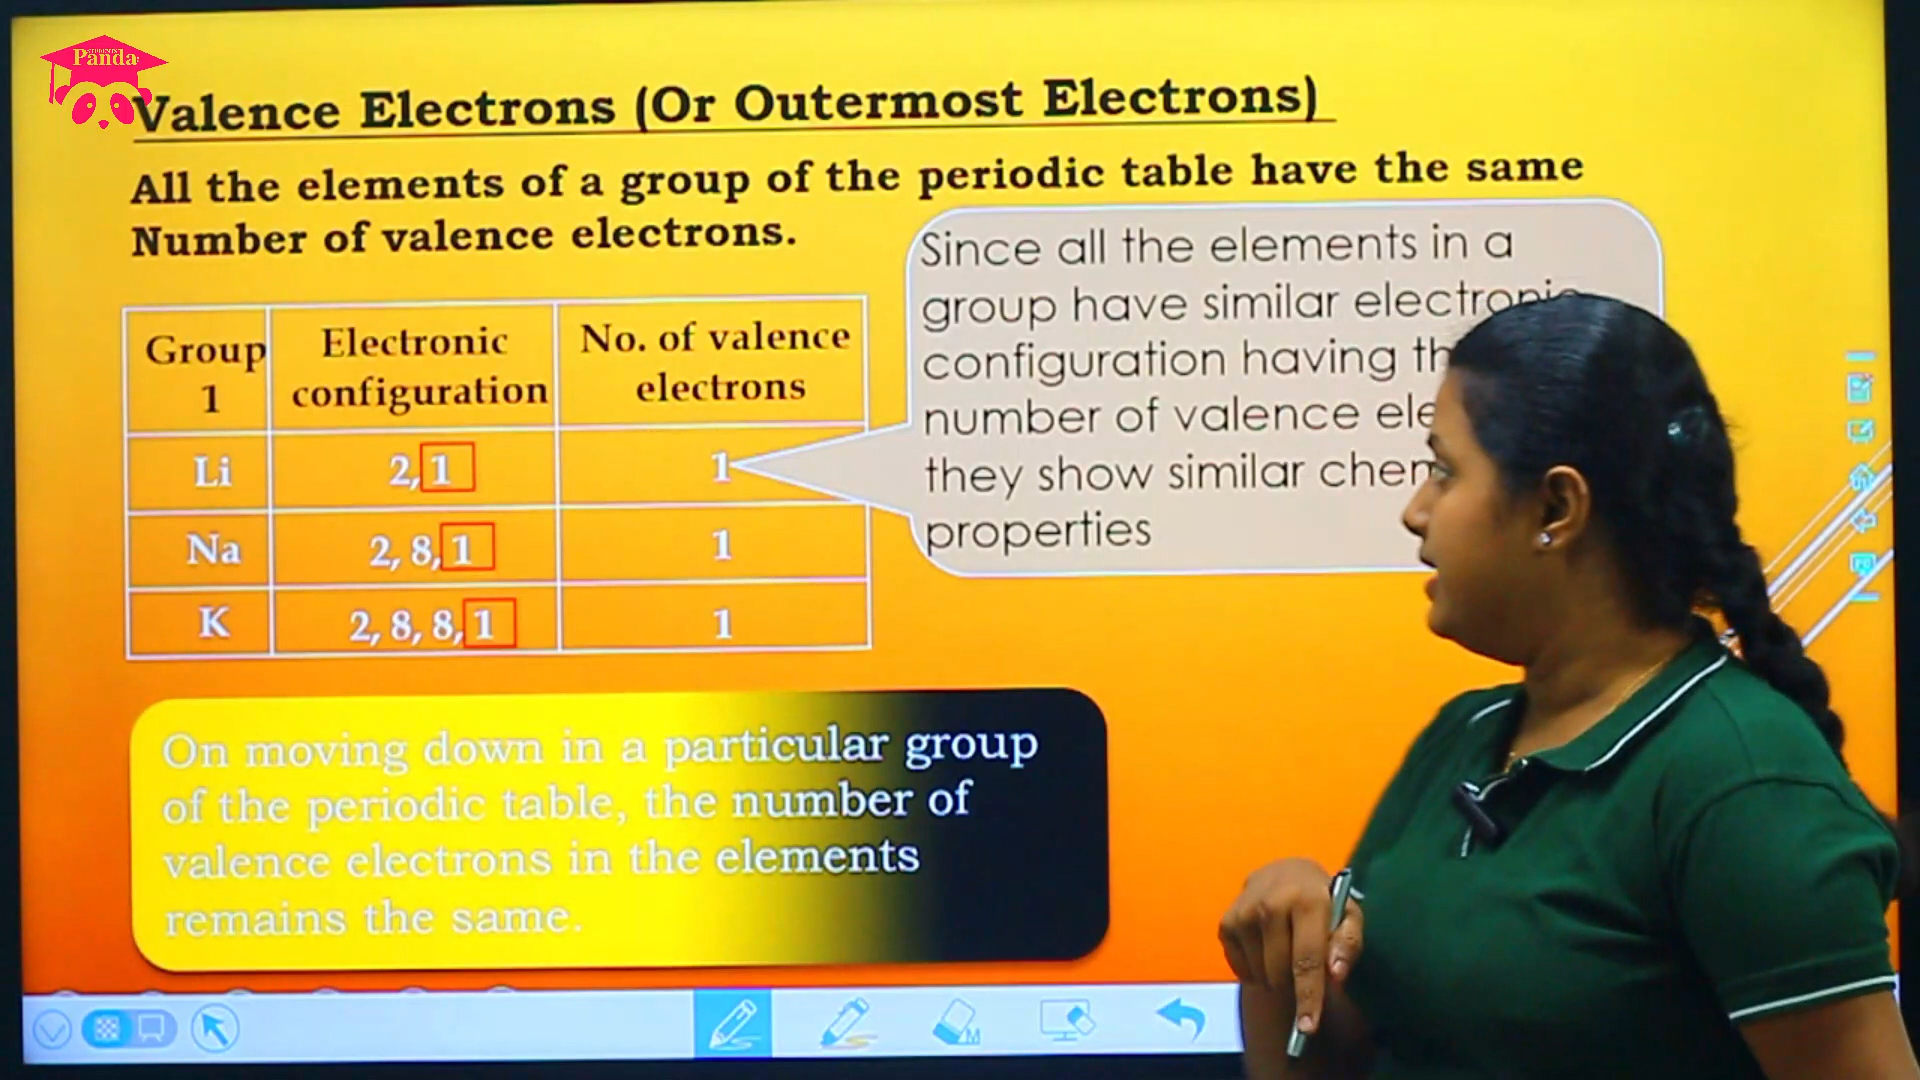 STUDENTS
Panda
Valence Electrons (Or Outermost Electrons)
All the elements of a group of the periodic table have the same
Number of valence electrons.
Since all the elements in a
group have similar electronic
configuration having
number of valence
they show similar
properties
Group 1
Electronic configuration
No. of valence electrons
Li 2, 1 1
Na 2, 8, 1 1
K 2, 8, 8, 1 1
On moving down in a particular group
of the periodic table, the number of
valence electrons in the elements
remains the same.
M